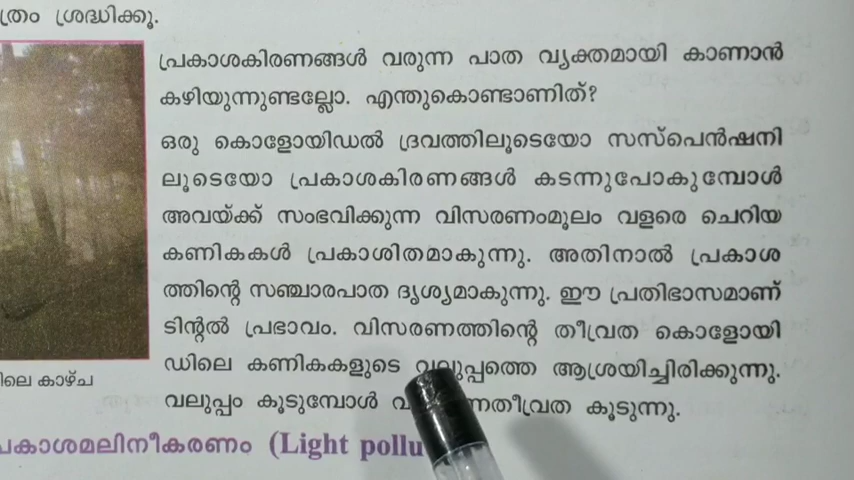 ത്രം ശ്രദ്ധിക്കൂ.
പ്രകാശകിരണങ്ങൾ വരുന്ന പാത വ്യക്തമായി കാണാൻ
കഴിയുന്നുണ്ടല്ലോ. എന്തുകൊണ്ടാണിത്?
ഒരു കൊളോയിഡൽ ദ്രവത്തിലൂടെയോ സസ്പെൻഷനി
ലൂടെയോ പ്രകാശകിരണങ്ങൾ കടന്നുപോകുമ്പോൾ
അവയ്ക്ക് സംഭവിക്കുന്ന വിസരണംമൂലം വളരെ ചെറിയ
കണികകൾ പ്രകാശിതമാകുന്നു. അതിനാൽ പ്രകാശ
ത്തിന്റെ സഞ്ചാരപാത ദൃശ്യമാകുന്നു. ഈ പ്രതിഭാസമാണ്
ടിന്റൽ പ്രഭാവം. വിസരണത്തിന്റെ തീവ്രത കൊളോയി
ഡിലെ കണികകളുടെ വലുപ്പത്തെ ആശ്രയിച്ചിരിക്കുന്നു.
ിലെ കാഴ്ച
വലുപ്പം കൂടുമ്പോൾ കൂടുന്നു.
പ്രകാശമലിനീകരണം (Light pollu